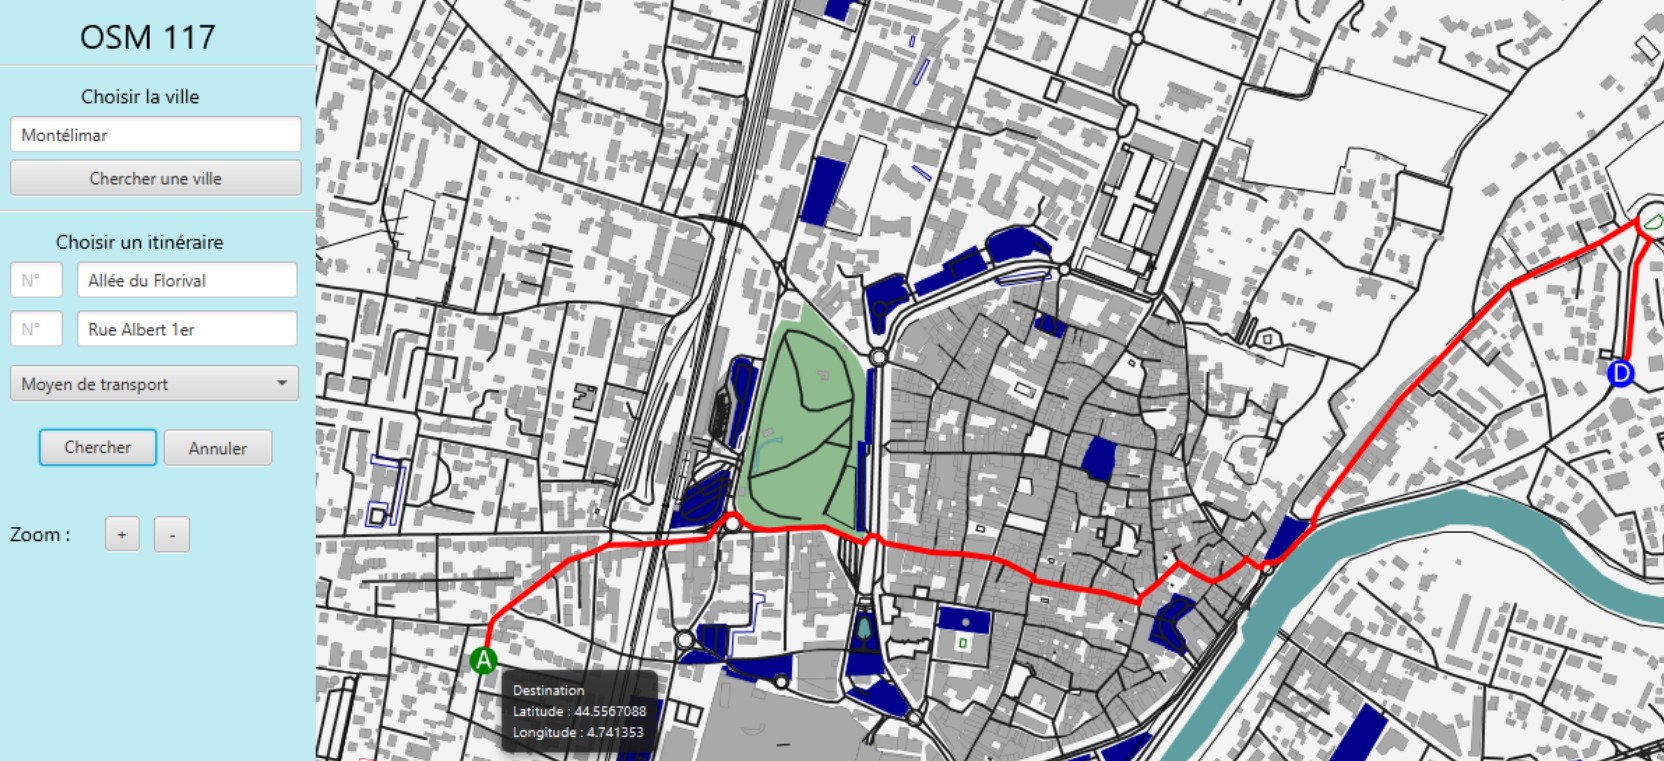 OSM 117
Choisir la ville
Montélimar
Chercher une ville
Choisir un itinéraire
N° Allée du Florival
N° Rue Albert 1er
Moyen de transport
Chercher Annuler
Zoom : + -
D
A
Destination
Latitude : 44.5567088
Longitude : 4.741353